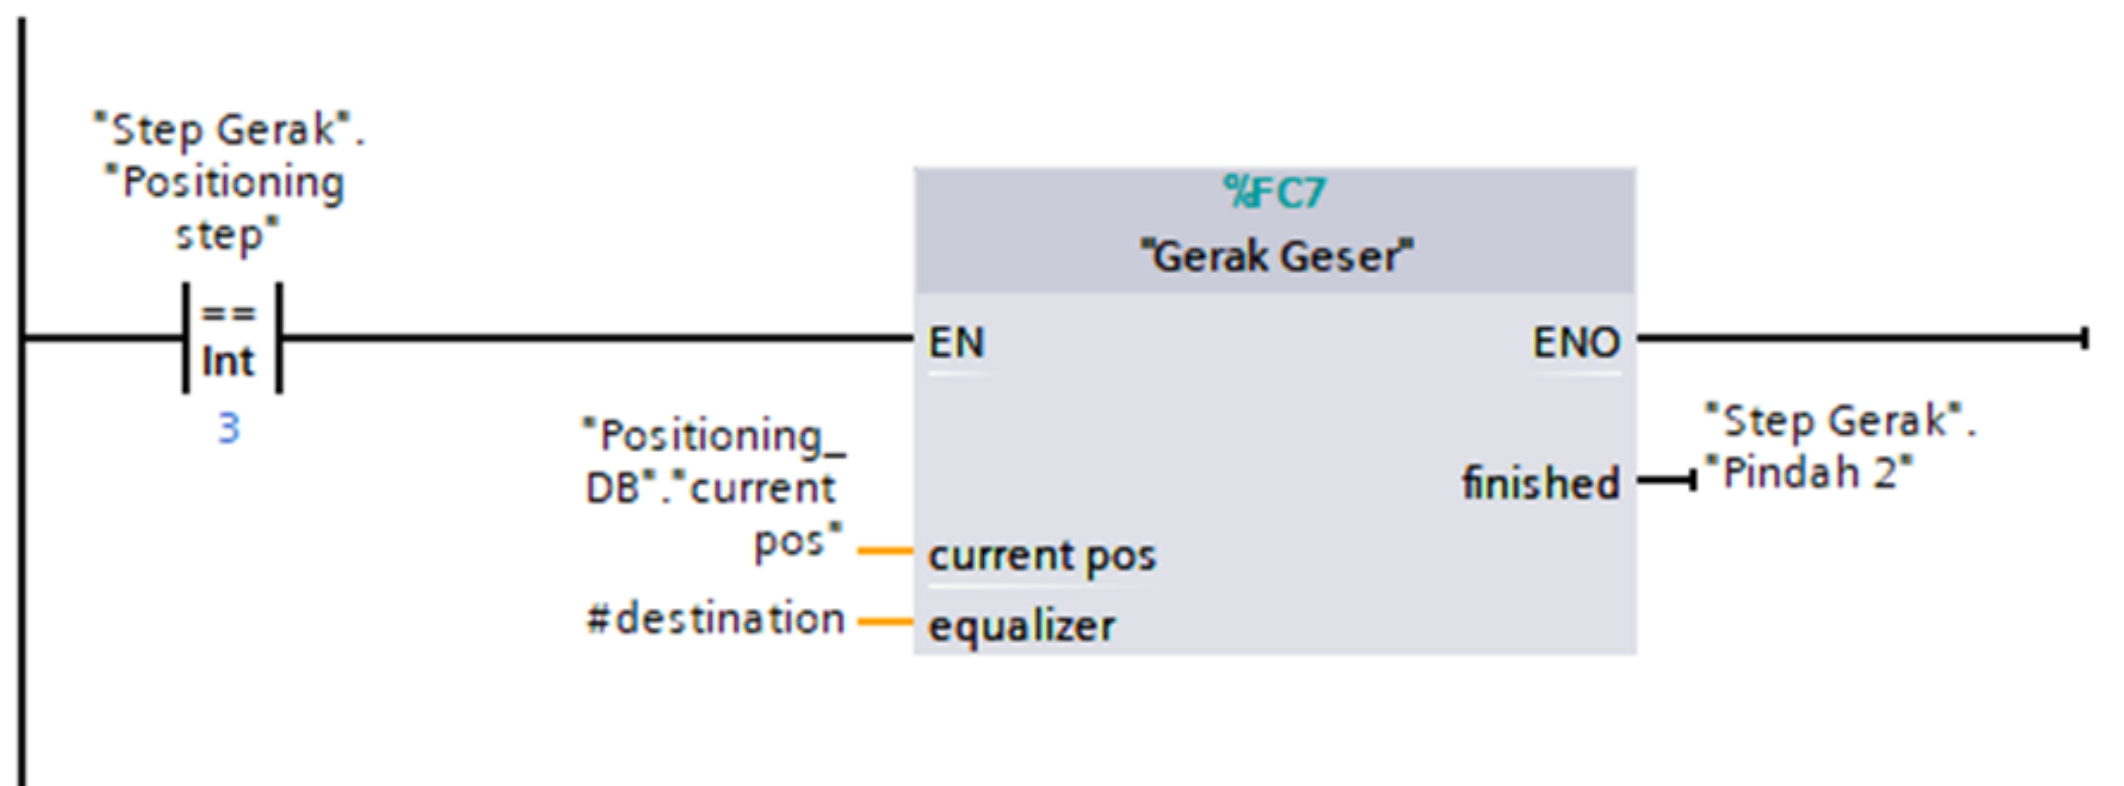 "Step Gerak".
"Positioning
step"
==
Int
3
%FC7
"Gerak Geser"
EN
ENO
"Positioning_
DB"."current
pos"
current pos
#destination
equalizer
finished
"Step Gerak".
"Pindah 2"